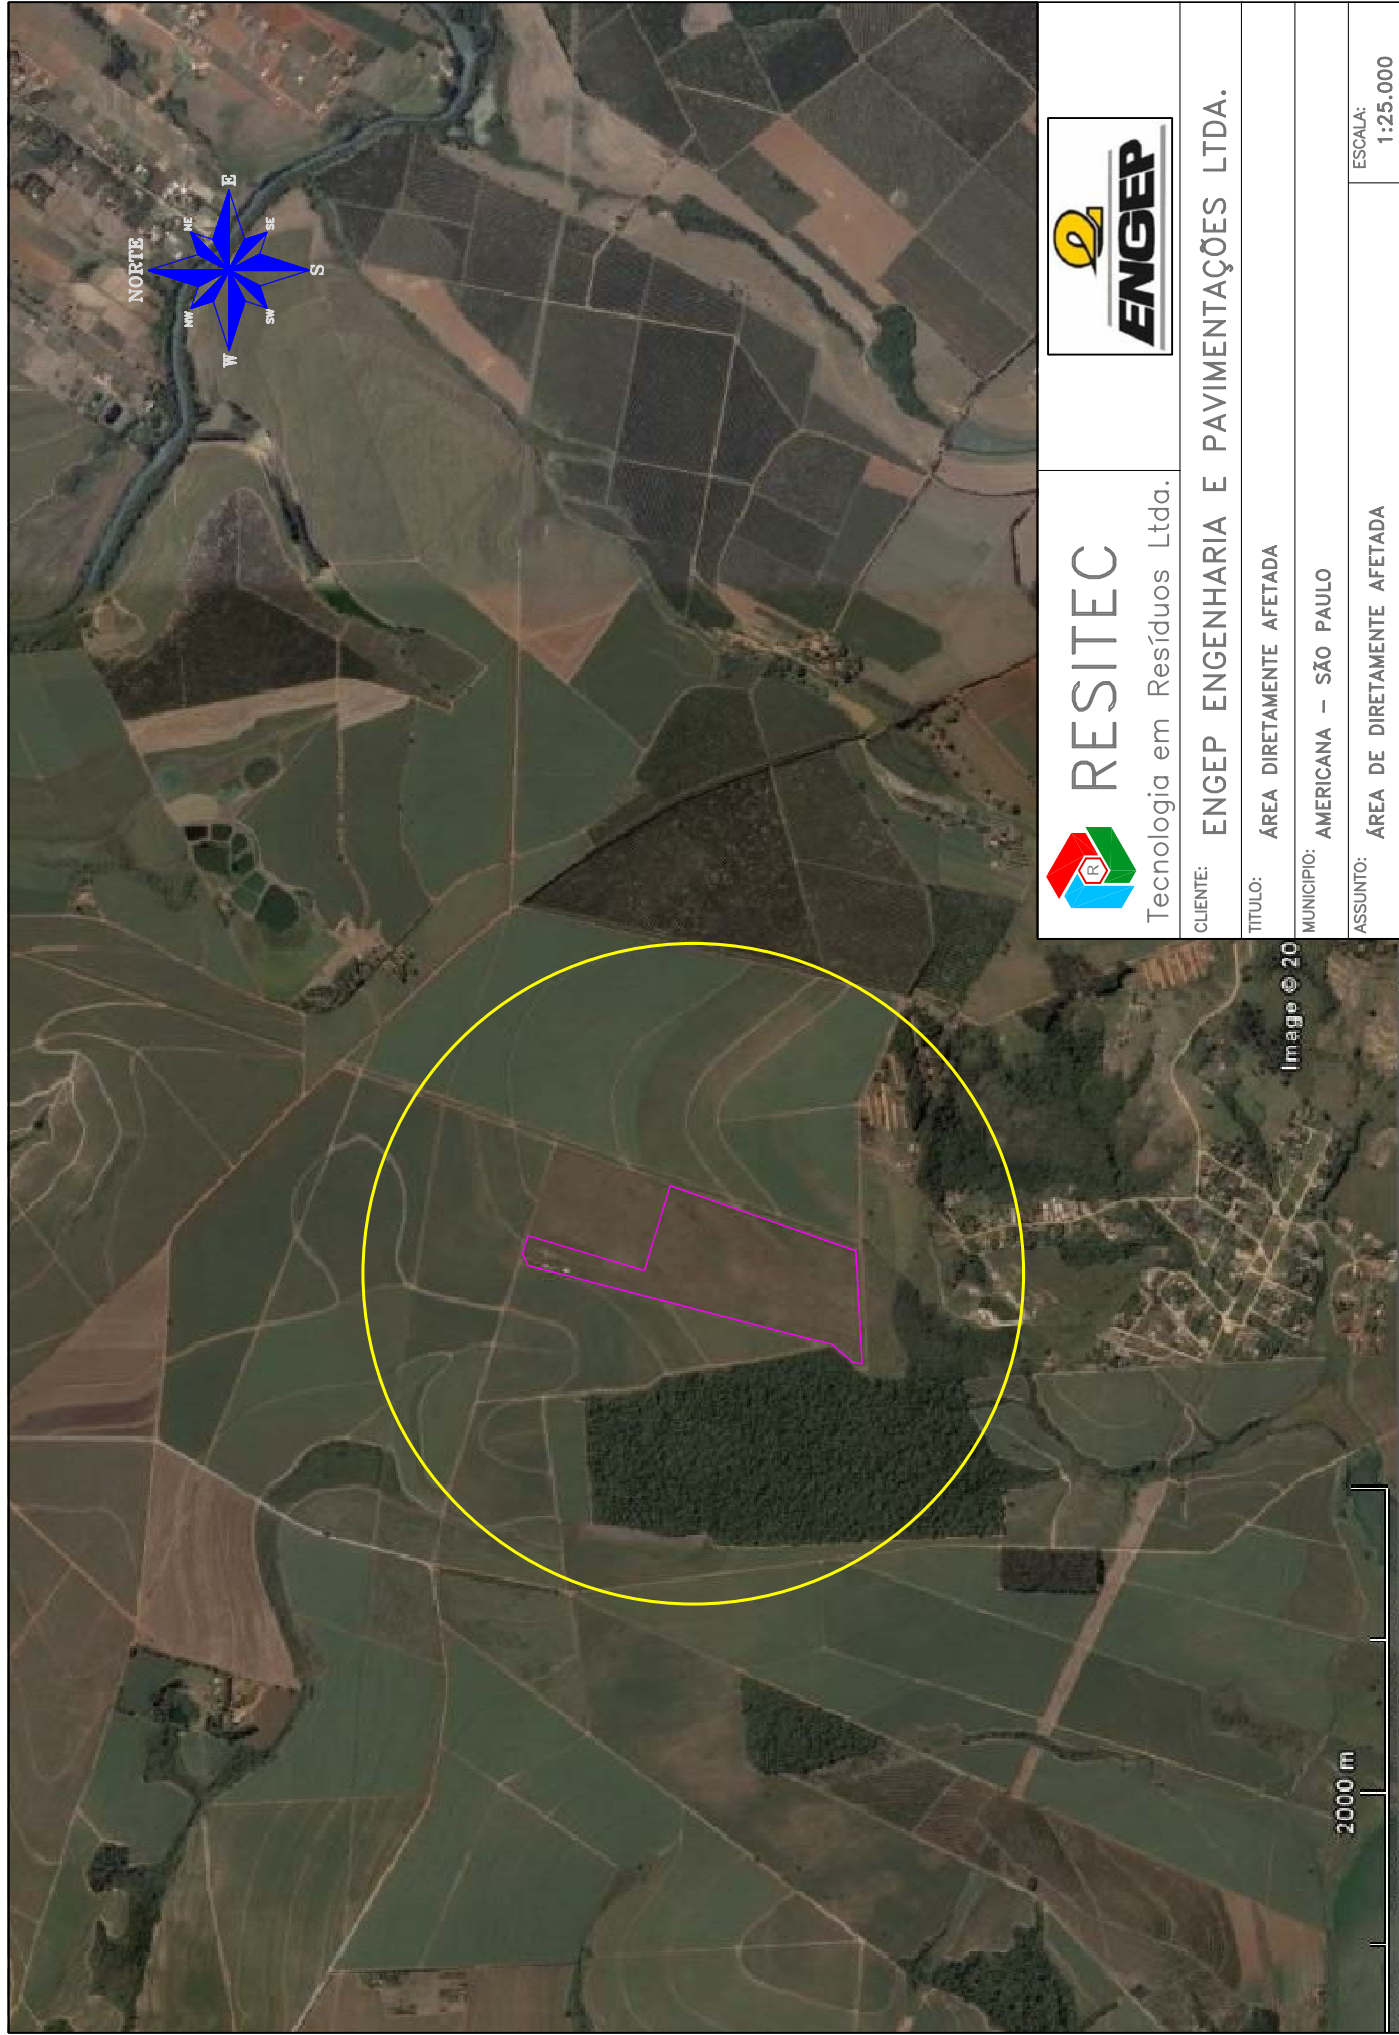 NORTE
NW
NE
W
E
SW
SE
S
RESITEC
R
Tecnologia em Resíduos Ltda.
ENGEP
CLIENTE:
ENGEP ENGENHARIA E PAVIMENTAÇÕES LTDA.
TITULO:
ÁREA DIRETAMENTE AFETADA
MUNICIPIO:
AMERICANA – SÃO PAULO
ASSUNTO:
ÁREA DE DIRETAMENTE AFETADA
ESCALA:
1:25.000
Image © 20
2000 m